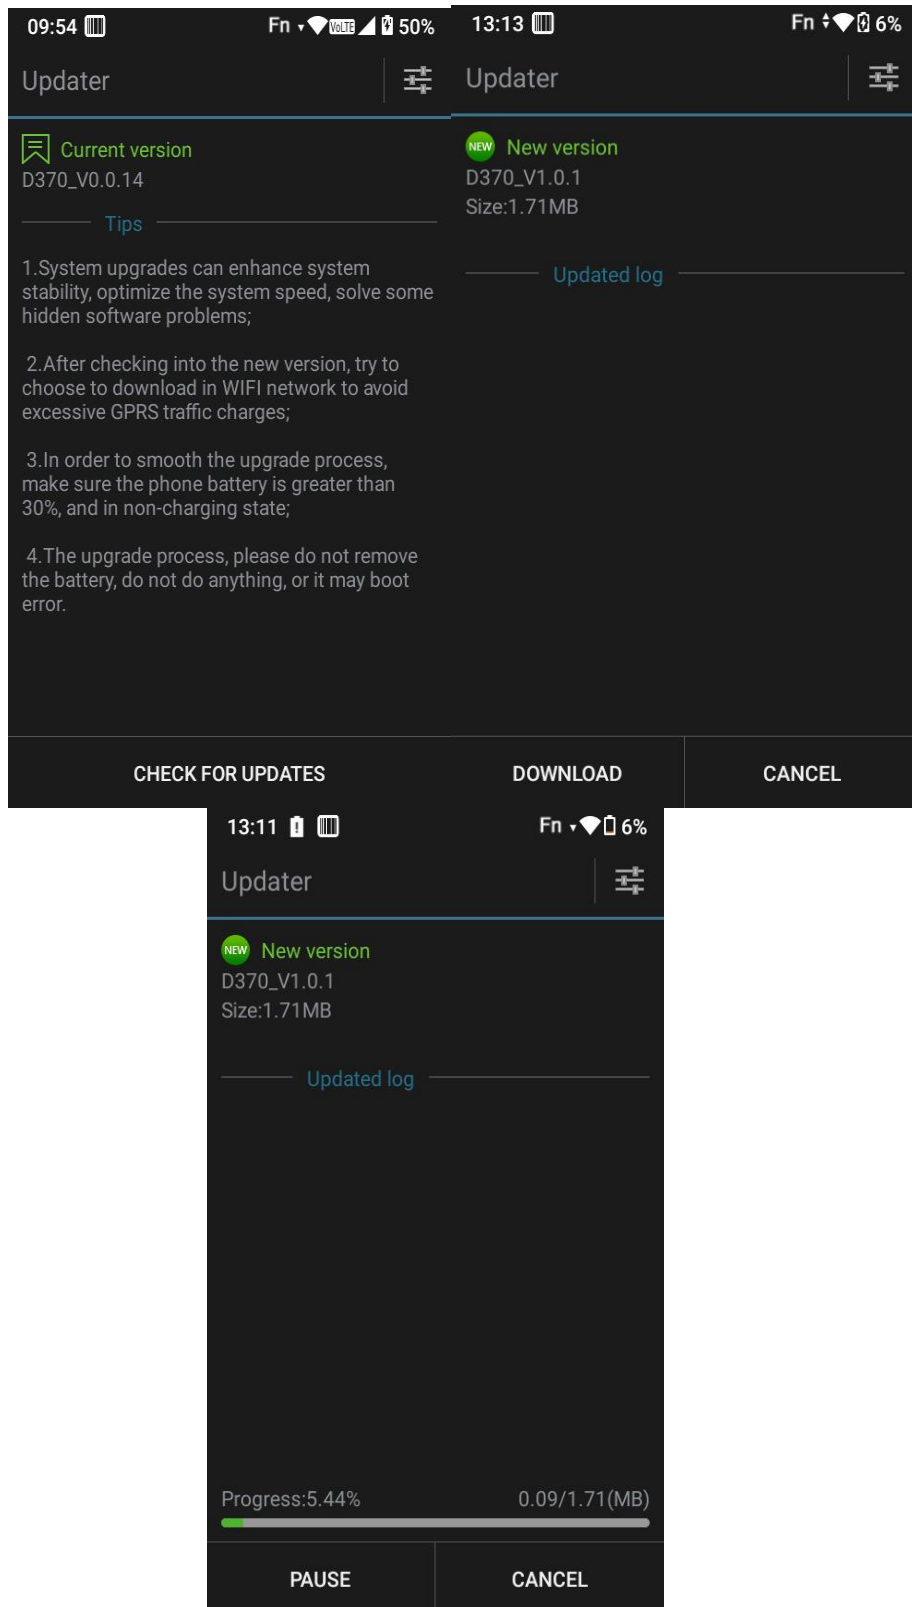 09:54 Fn VoLTE 50%
Updater
Current version
D370_V0.0.14
Tips
1.System upgrades can enhance system
stability, optimize the system speed, solve some
hidden software problems;
2.After checking into the new version, try to
choose to download in WIFI network to avoid
excessive GPRS traffic charges;
3.In order to smooth the upgrade process,
make sure the phone battery is greater than
30%, and in non-charging state;
4.The upgrade process, please do not remove
the battery, do not do anything, or it may boot
error.
CHECK FOR UPDATES
13:13 Fn 6%
Updater
NEW New version
D370_V1.0.1
Size:1.71MB
Updated log
DOWNLOAD CANCEL
13:11 Fn 6%
Updater
NEW New version
D370_V1.0.1
Size:1.71MB
Updated log
Progress:5.44% 0.09/1.71(MB)
PAUSE CANCEL